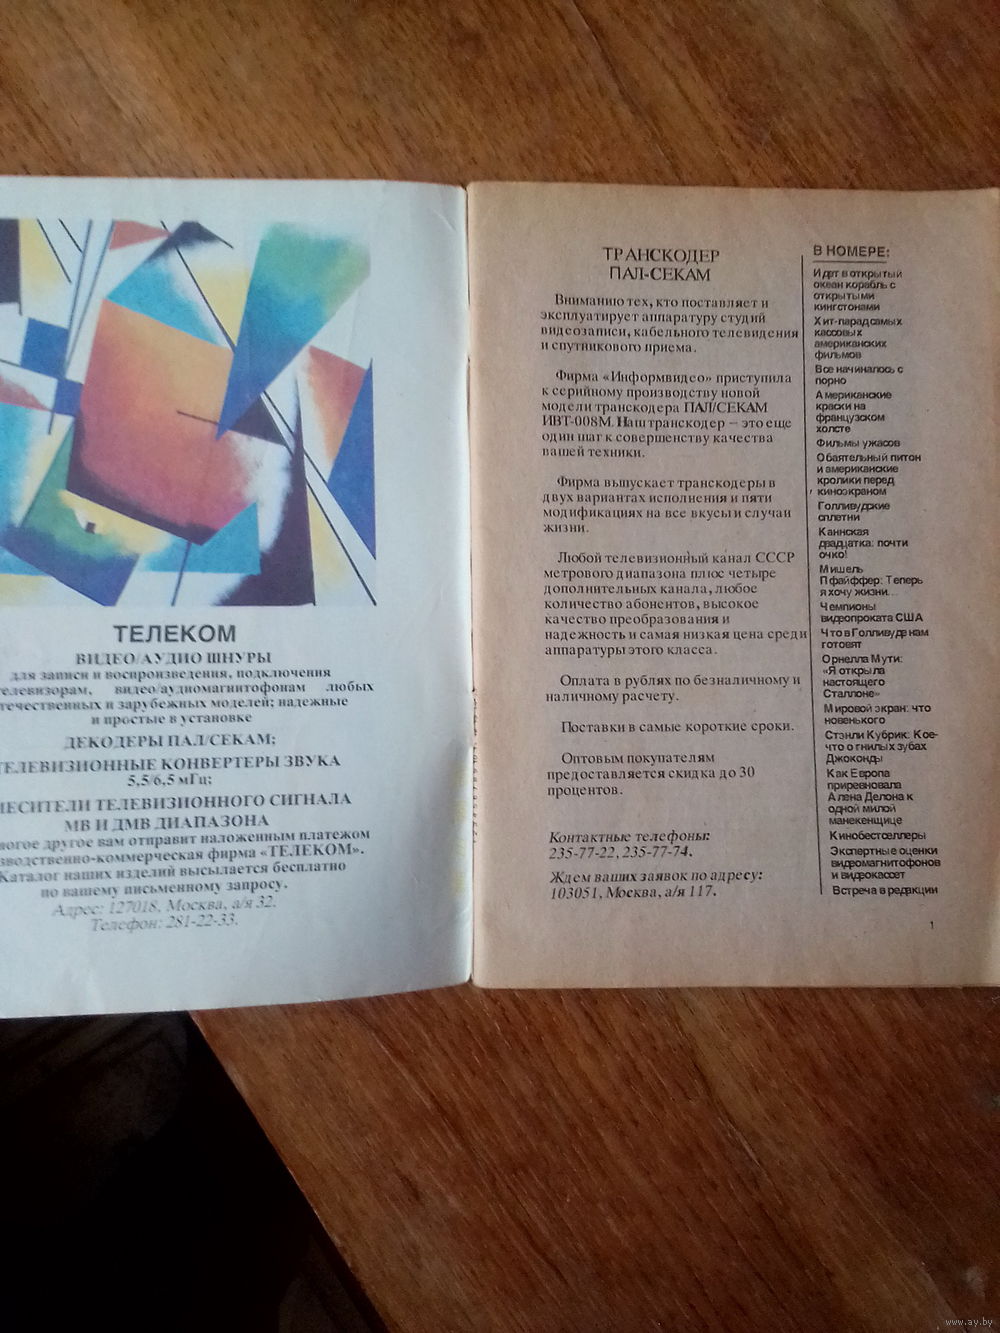 ТЕЛЕКОМ
ВИДЕО/АУДИО ШНУРЫ
для записи и воспроизведения, подключения
телевизорам, видео/аудиомагнитофонам любых
отечественных и зарубежных моделей; надежные
и простые в установке
ДЕКОДЕРЫ ПАЛ/СЕКАМ;
ТЕЛЕВИЗИОННЫЕ КОНВЕРТЕРЫ ЗВУКА
5,5/6,5 мГц;
МЕСИТЕЛИ ТЕЛЕВИЗИОННОГО СИГНАЛА
МВ И ДМВ ДИАПАЗОНА
многое другое вам отправит наложенным платежом
зводственно-коммерческая фирма «ТЕЛЕКОМ».
Каталог наших изделий высылается бесплатно
по вашему письменному запросу.
Адрес: 127018, Москва, а/я 32.
Телефон: 281-22-33.
ТРАНСКОДЕР
ПАЛ-СЕКАМ
Вниманию тех, кто поставляет и
эксплуатирует аппаратуру студий
видеозаписи, кабельного телевидения
и спутникового приема.
Фирма «Информвидео» приступила
к серийному производству новой
модели транскодера ПАЛ/СЕКАМ
ИВТ-008М. Наш транскодер — это еще
один шаг к совершенству качества
вашей техники.
Фирма выпускает транскодеры в
двух вариантах исполнения и пяти
модификациях на все вкусы и случаи
жизни.
Любой телевизионный канал СССР
метрового диапазона плюс четыре
дополнительных канала, любое
количество абонентов, высокое
качество преобразования и
надежность и самая низкая цена среди
аппаратуры этого класса.
Оплата в рублях по безналичному и
наличному расчету.
Поставки в самые короткие сроки.
Оптовым покупателям
предоставляется скидка до 30
процентов.
Контактные телефоны:
235-77-22, 235-77-74.
Ждем ваших заявок по адресу:
103051, Москва, а/я 117.
В НОМЕРЕ:
Идет в открытый
океан корабль с
открытыми
кингстонами
Хит-парад самых
кассовых
американских
фильмов
Все начиналось с
порно
Американские
краски на
французском
холсте
Фильмы ужасов
Обаятельный питон
и американские
кролики перед
киноэкраном
Голливудские
сплетни
Каннская
двадцатка: почти
очко!
Мишель
Пфайффер: Теперь
я хочу жизни...
Чемпионы
видеопроката США
Что в Голливуде нам
готовят
Орнелла Мути:
«Я открыла
настоящего
Сталлоне»
Мировой экран: что
новенького
Стэнли Кубрик: Кое-
что о гнилых зубах
Джоконды
Как Европа
приревновала
Алена Делона к
одной милой
манекенщице
Кинобестселлеры
Экспертные оценки
видеомагнитофонов
и видеокассет
Встреча в редакции
1
www.ay.by